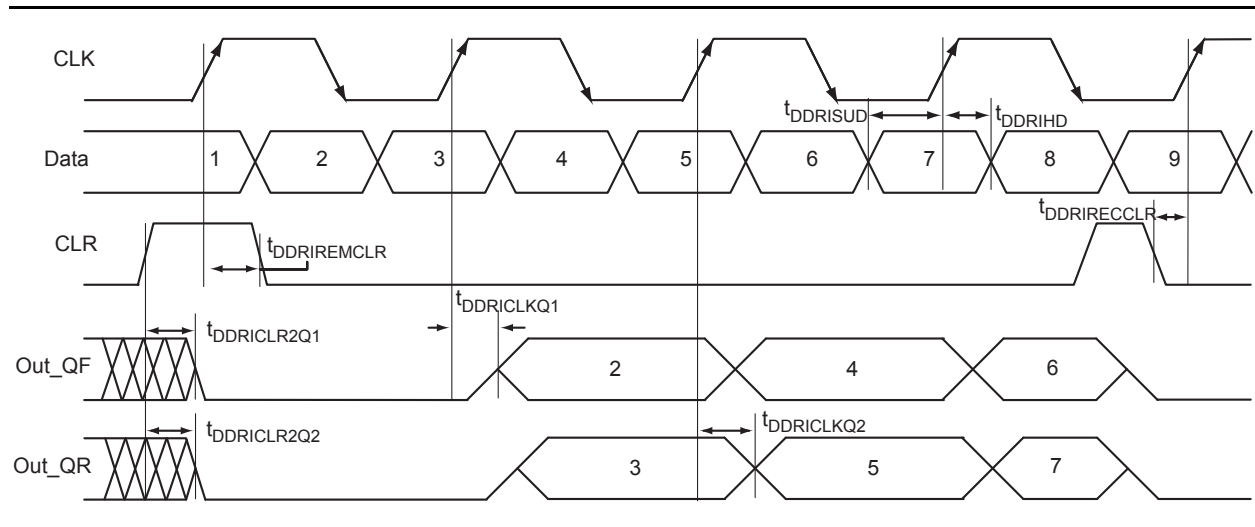 CLK
tDDRISUD
tDDRIHD
Data
1 2 3 4 5 6 7 8 9
tDDRIRECCLR
CLR
tDDRIREMCLR
tDDRICLKQ1
tDDRICLR2Q1
Out_QF
2 4 6
tDDRICLR2Q2
tDDRICLKQ2
Out_QR
3 5 7